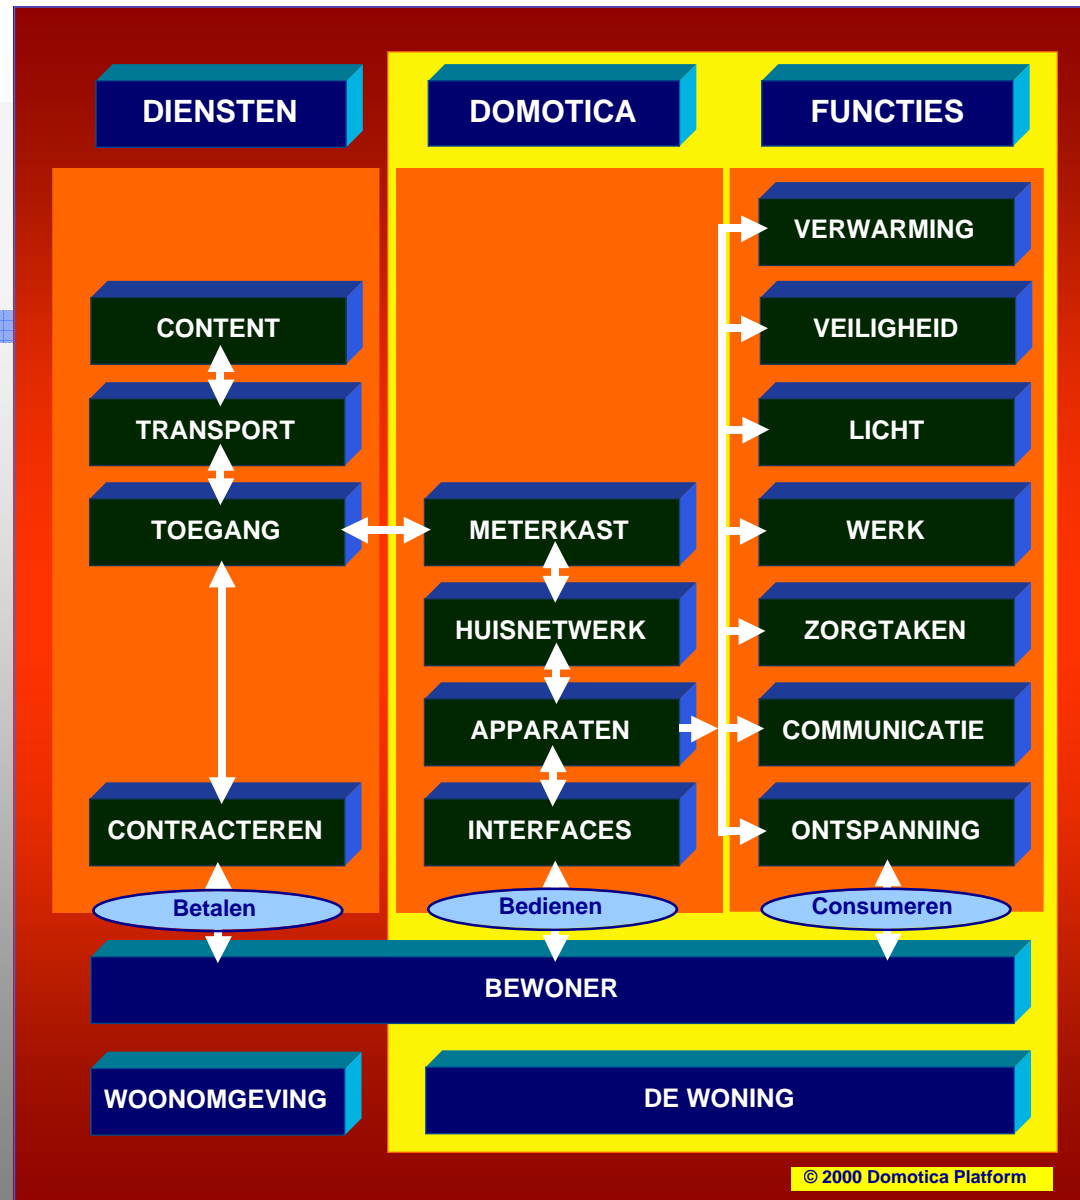 DIENSTEN
DOMOTICA
FUNCTIES
VERWARMING
CONTENT
VEILIGHEID
TRANSPORT
LICHT
TOEGANG
METERKAST
WERK
HUISNETWERK
ZORGTAKEN
APPARATEN
COMMUNICATIE
CONTRACTEREN
INTERFACES
ONTSPANNING
Betalen
Bedienen
Consumeren
BEWONER
WOONOMGEVING
DE WONING
© 2000 Domotica Platform